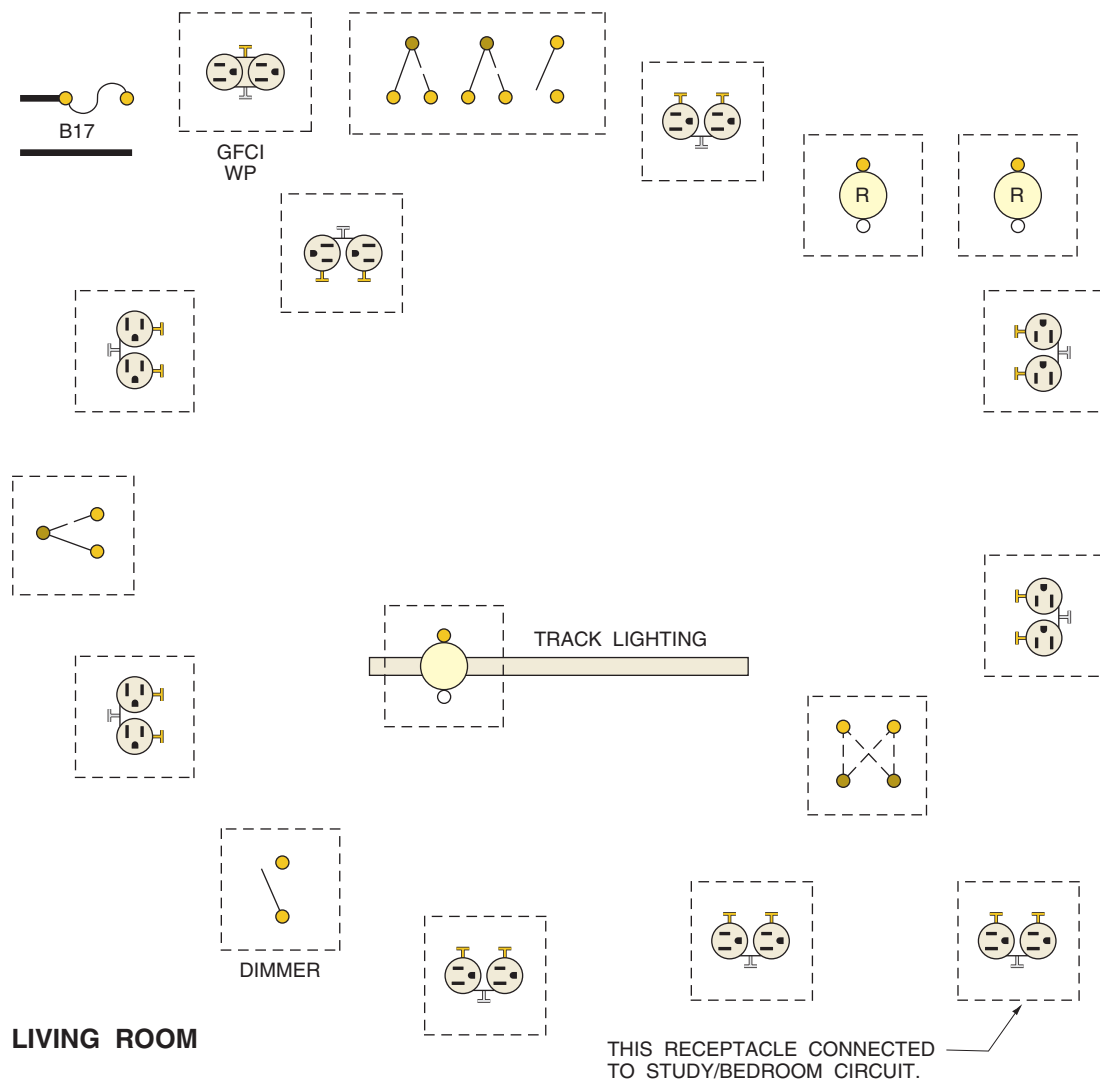 B17
GFCI
WP
R
R
TRACK LIGHTING
DIMMER
LIVING ROOM
THIS RECEPTACLE CONNECTED
TO STUDY/BEDROOM CIRCUIT.